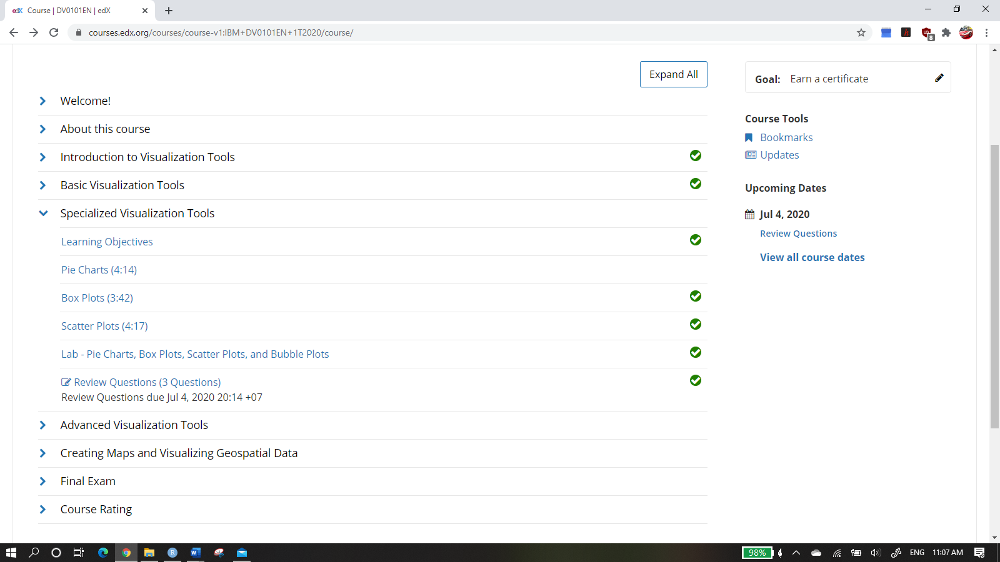 edX Course | DV0101EN | edX
courses.edx.org/courses/course-v1:IBM+DV0101EN+1T2020/course/
8
Expand All
Welcome!
About this course
Introduction to Visualization Tools
Basic Visualization Tools
Specialized Visualization Tools
Learning Objectives
Pie Charts (4:14)
Box Plots (3:42)
Scatter Plots (4:17)
Lab - Pie Charts, Box Plots, Scatter Plots, and Bubble Plots
Review Questions (3 Questions)
Review Questions due Jul 4, 2020 20:14 +07
Advanced Visualization Tools
Creating Maps and Visualizing Geospatial Data
Final Exam
Course Rating
Goal: Earn a certificate
Course Tools
Bookmarks
Updates
Upcoming Dates
Jul 4, 2020
Review Questions
View all course dates
98% ENG 11:07 AM